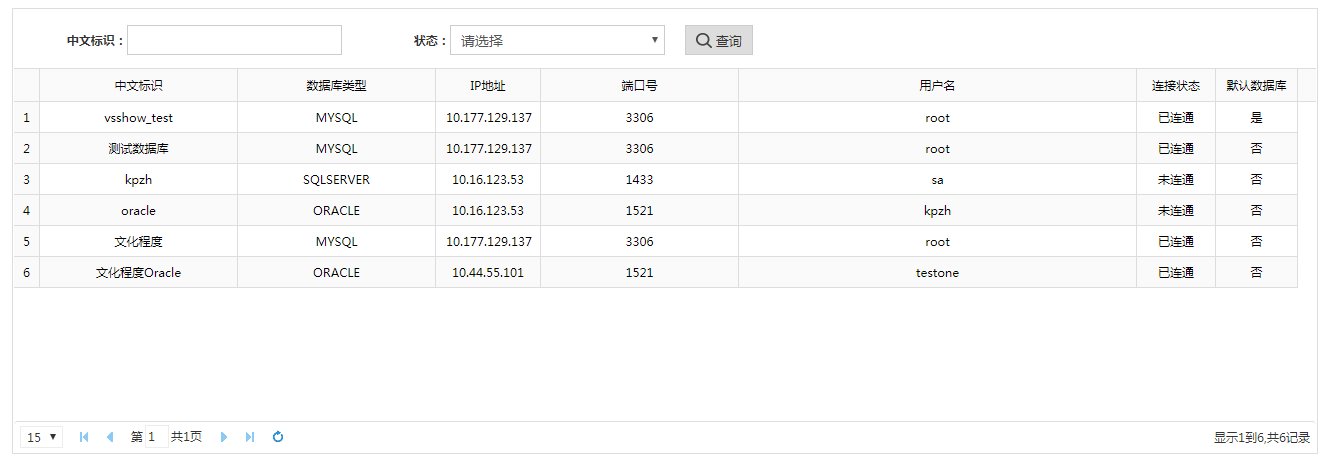 中文标识： 状态： 请选择 查询
中文标识 数据库类型 IP地址 端口号 用户名 连接状态 默认数据库
1 vsshow_test MYSQL 10.177.129.137 3306 root 已连通 是
2 测试数据库 MYSQL 10.177.129.137 3306 root 已连通 否
3 kpzh SQLSERVER 10.16.123.53 1433 sa 未连通 否
4 oracle ORACLE 10.16.123.53 1521 kpzh 未连通 否
5 文化程度 MYSQL 10.177.129.137 3306 root 已连通 否
6 文化程度Oracle ORACLE 10.44.55.101 1521 testone 已连通 否
15 第 1 共1页 显示1到6,共6记录